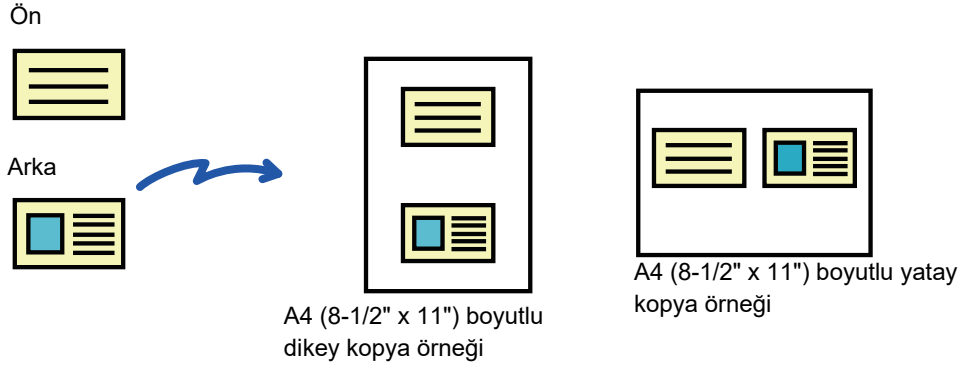 Ön
Arka
A4 (8-1/2" x 11") boyutlu
dikey kopya örneği
A4 (8-1/2" x 11") boyutlu yatay
kopya örneği